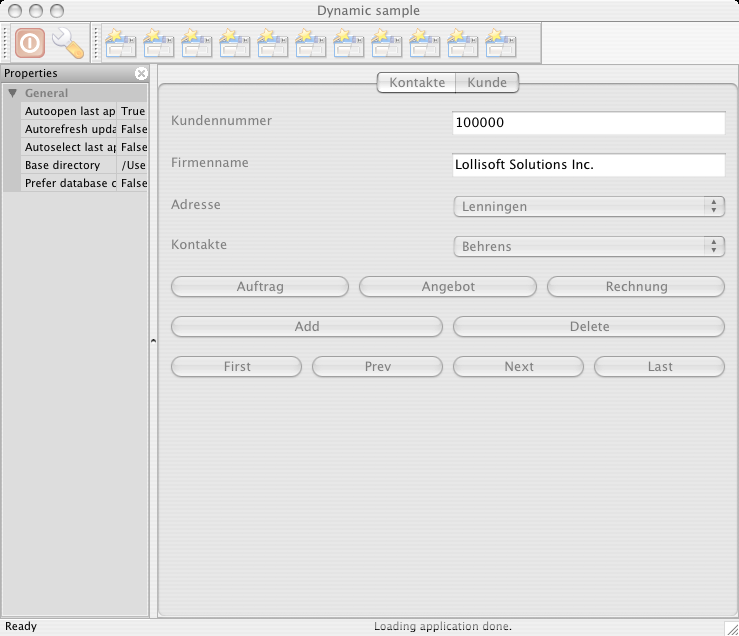 Dynamic sample
Properties
General
Autoopen last ap True
Autorefresh upda False
Autoselect last ap False
Base directory /Use
Prefer database c False
Kontakte Kunde
Kundennummer 100000
Firmenname Lollisoft Solutions Inc.
Adresse Lenningen
Kontakte Behrens
Auftrag Angebot Rechnung
Add Delete
First Prev Next Last
Ready Loading application done.